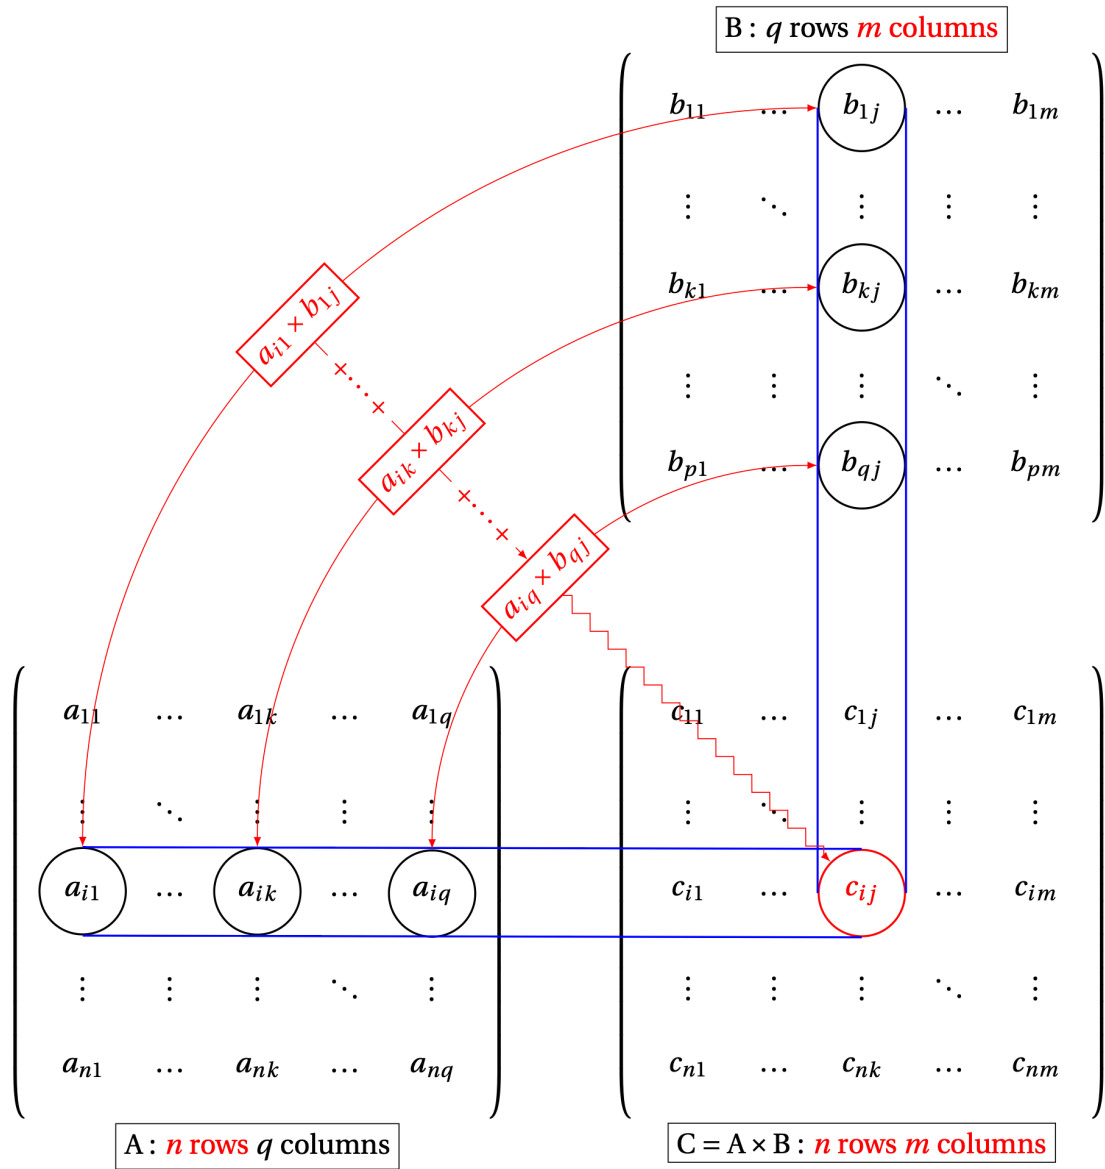 B : q rows m columns
b11 ... b1j ... b1m
⋮ ⋱ ⋮ ⋮ ⋮
bk1 ... bkj ... bkm
⋮ ⋮ ⋮ ⋱ ⋮
bp1 ... bqj ... bpm
ai1 × b1j
+ ... +
aik × bkj
+ ... +
aiq × bqj
a11 ... a1k ... a1q
⋮ ⋱ ⋮ ⋮ ⋮
ai1 ... aik ... aiq
⋮ ⋮ ⋮ ⋱ ⋮
an1 ... ank ... anq
A : n rows q columns
c11 ... c1j ... c1m
⋮ ⋱ ⋮ ⋮ ⋮
ci1 ... cij ... cim
⋮ ⋮ ⋮ ⋱ ⋮
cn1 ... cnk ... cnm
C = A × B : n rows m columns